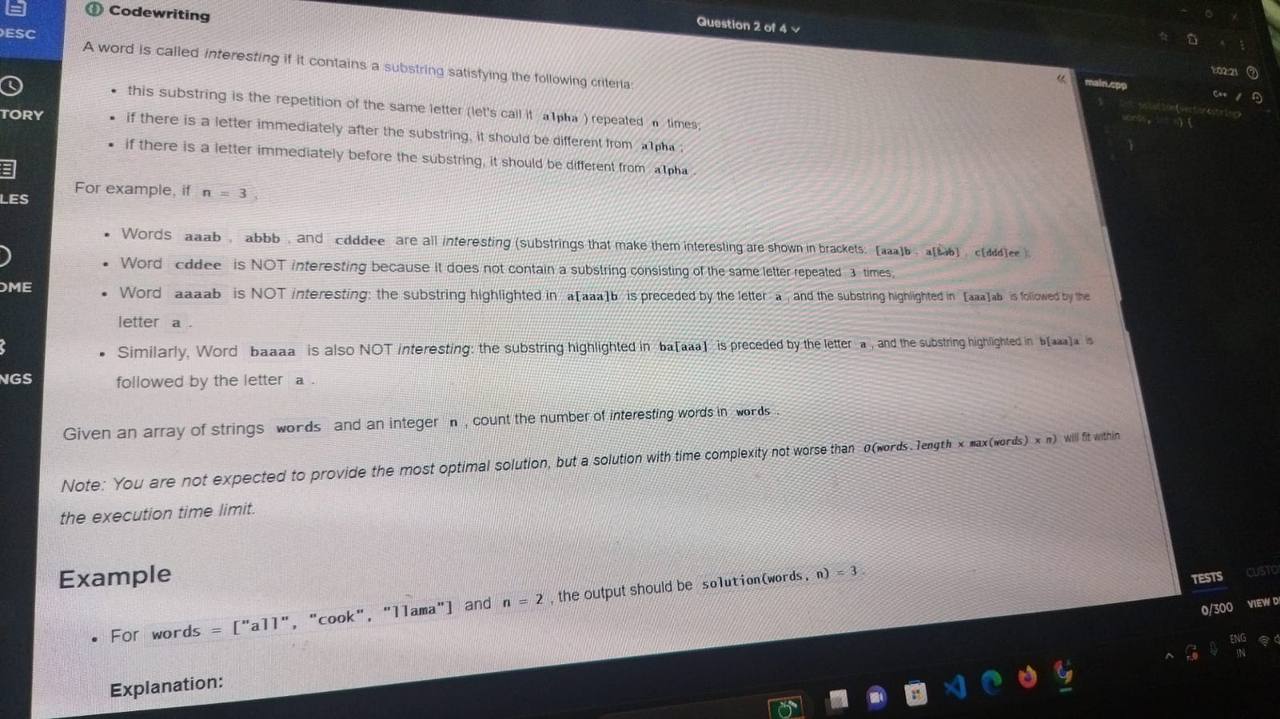 DESC
Codewriting
Question 2 of 4
A word is called interesting if it contains a substring satisfying the following criteria:
1:02:21
main.cpp
C++
• this substring is the repetition of the same letter (let's call it alpha ) repeated n times;
TORY
• if there is a letter immediately after the substring, it should be different from alpha ;
• if there is a letter immediately before the substring, it should be different from alpha .
For example, if n = 3 ,
LES
• Words aaab , abbb , and cdddee are all interesting (substrings that make them interesting are shown in brackets: [aaa]b , a[bbb] , c[ddd]ee );
• Word cddee is NOT interesting because it does not contain a substring consisting of the same letter repeated 3 times;
OME
• Word aaaab is NOT interesting: the substring highlighted in a[aaa]b is preceded by the letter a , and the substring highlighted in [aaa]ab is followed by the
letter a .
• Similarly, Word baaaa is also NOT interesting: the substring highlighted in ba[aaa] is preceded by the letter a , and the substring highlighted in b[aaa]a is
NGS
followed by the letter a .
Given an array of strings words and an integer n , count the number of interesting words in words .
Note: You are not expected to provide the most optimal solution, but a solution with time complexity not worse than O(words.length × max(words) × n) will fit within
the execution time limit.
Example
• For words = ["all", "cook", "llama"] and n = 2 , the output should be solution(words, n) = 3 .
Explanation:
TESTS
CUSTO
0/300
VIEW D
ENG
IN